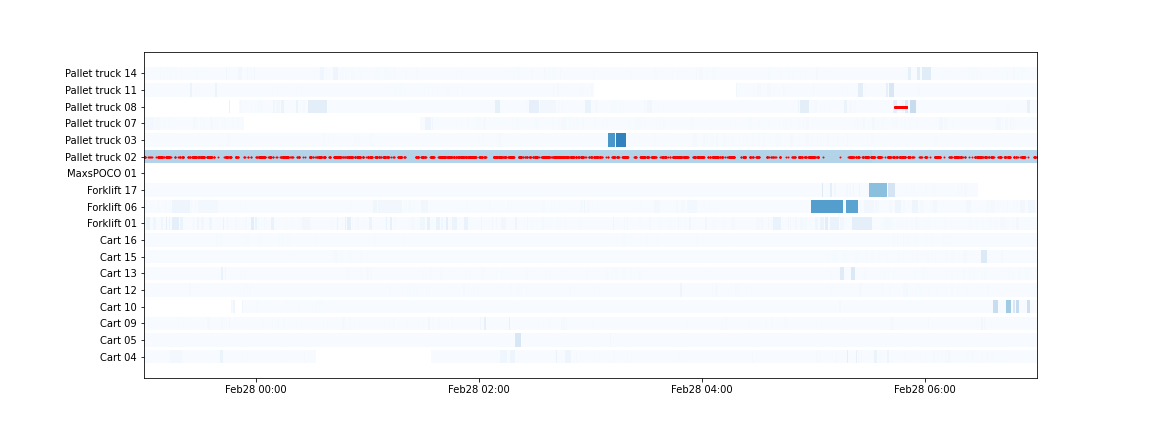 Pallet truck 14
Pallet truck 11
Pallet truck 08
Pallet truck 07
Pallet truck 03
Pallet truck 02
MaxsPOCO 01
Forklift 17
Forklift 06
Forklift 01
Cart 16
Cart 15
Cart 13
Cart 12
Cart 10
Cart 09
Cart 05
Cart 04
Feb28 00:00 Feb28 02:00 Feb28 04:00 Feb28 06:00